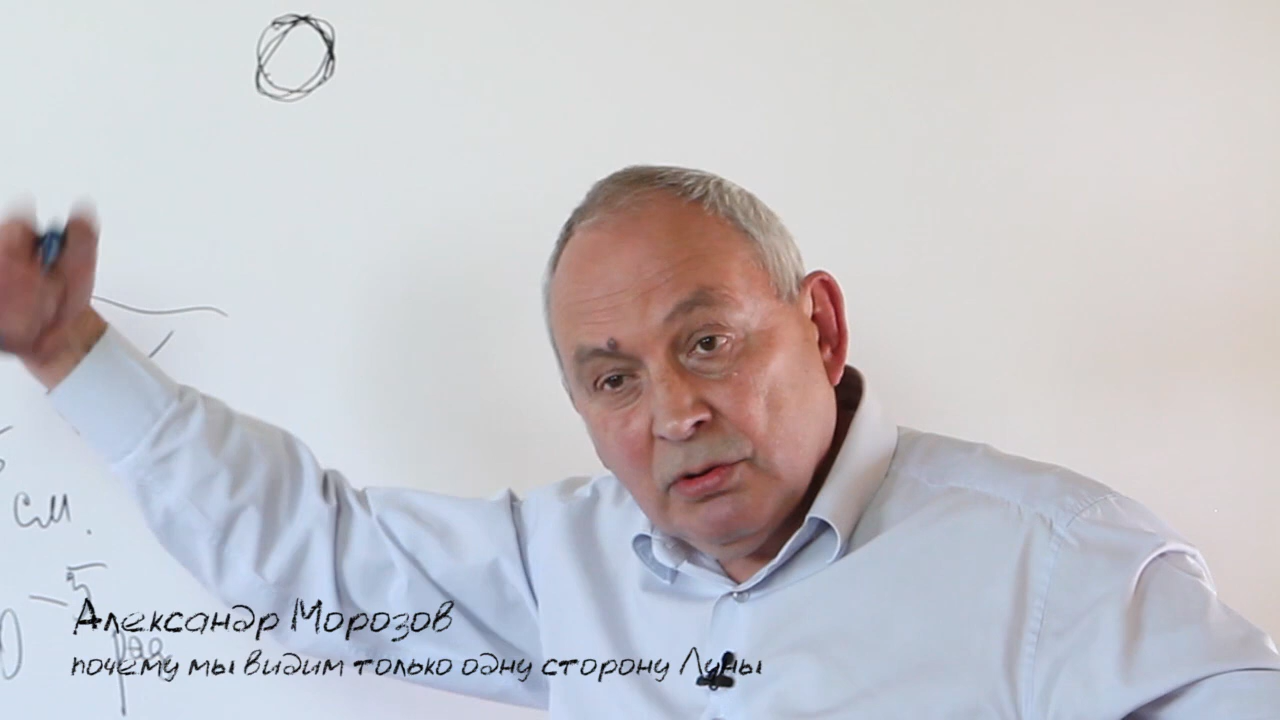 см.
Александр Морозов
почему мы видим только одну сторону Луны